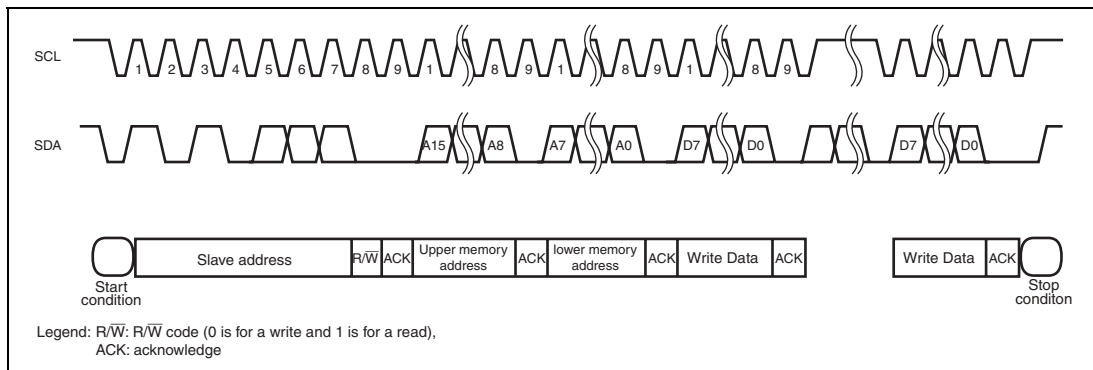 SCL
1 2 3 4 5 6 7 8 9 1 8 9 1 8 9 1 8 9
SDA
A15 A8 A7 A0 D7 D0 D7 D0
Slave address R/W̅ ACK Upper memory address ACK lower memory address ACK Write Data ACK Write Data ACK
Start condition
Stop conditon
Legend: R/W̅: R/W̅ code (0 is for a write and 1 is for a read),
ACK: acknowledge